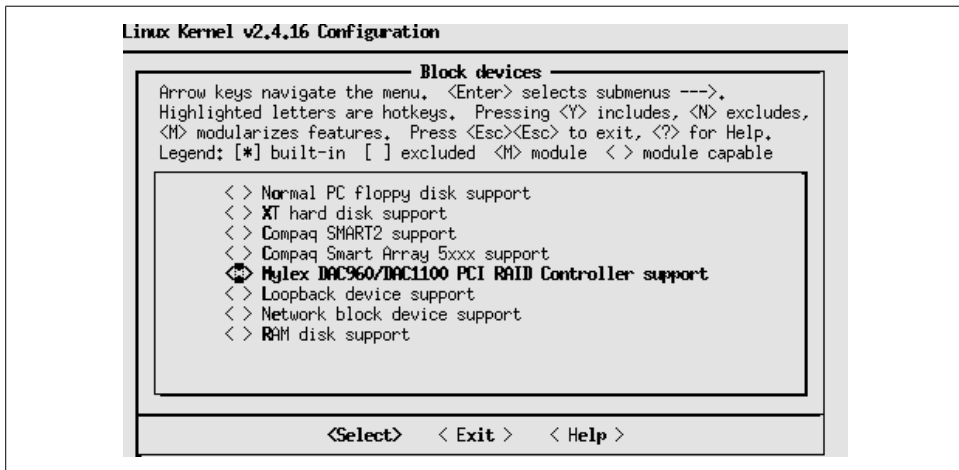 Linux Kernel v2.4.16 Configuration
Block devices
Arrow keys navigate the menu. <Enter> selects submenus --->.
Highlighted letters are hotkeys. Pressing <Y> includes, <N> excludes,
<M> modularizes features. Press <Esc><Esc> to exit, <?> for Help.
Legend: [*] built-in [ ] excluded <M> module < > module capable
< > Normal PC floppy disk support
< > XT hard disk support
< > Compaq SMART2 support
< > Compaq Smart Array 5xxx support
<*> Mylex DAC960/DAC1100 PCI RAID Controller support
< > Loopback device support
< > Network block device support
< > RAM disk support
<Select> < Exit > < Help >